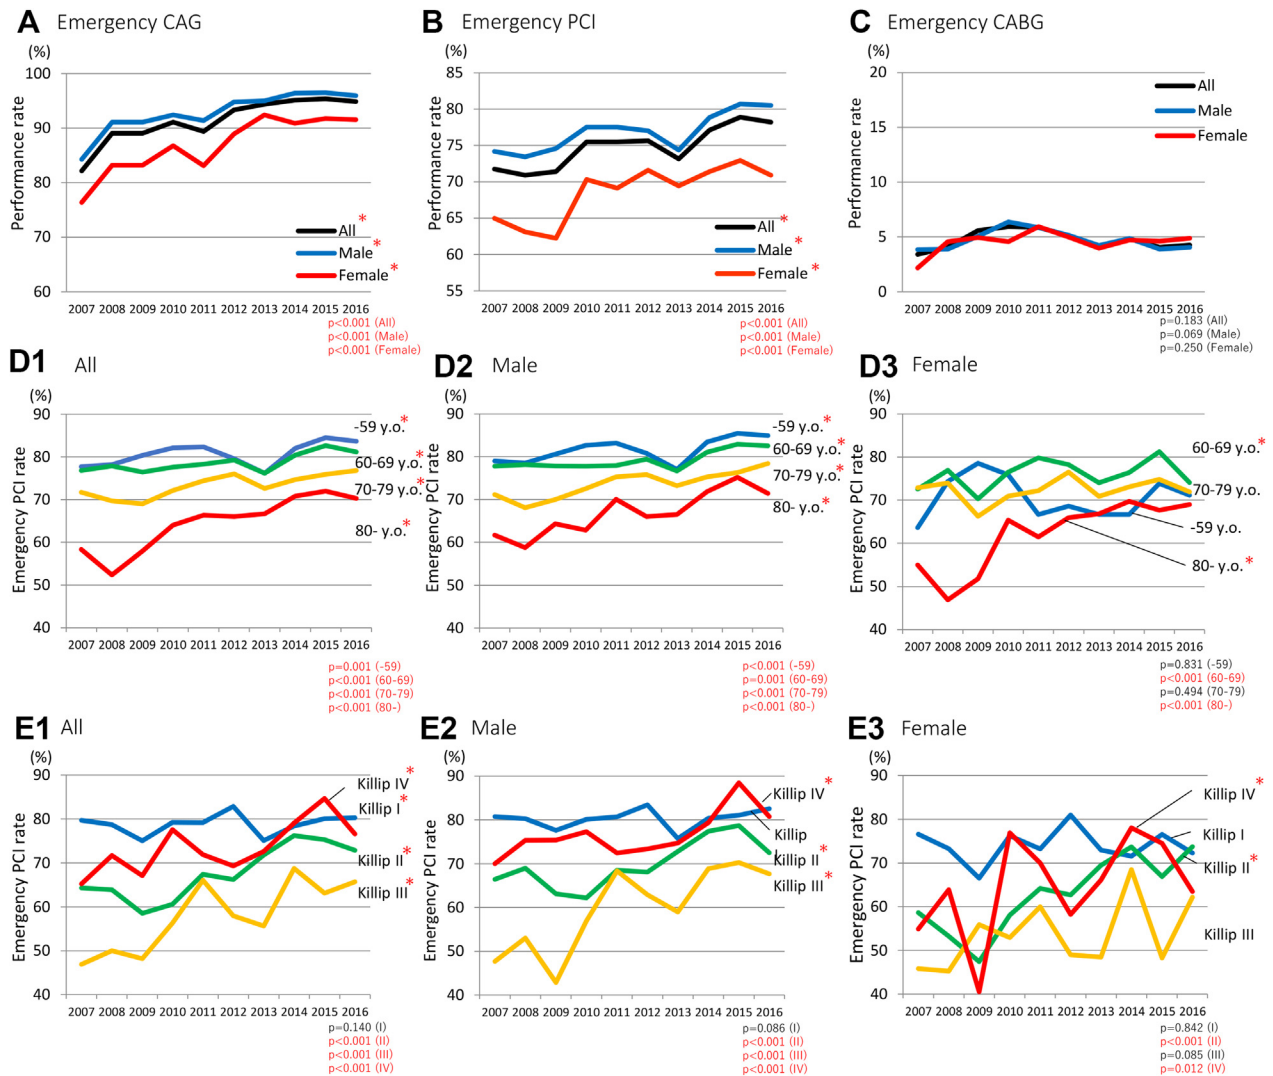 A Emergency CAG
(%)
Performance rate
100
90
80
70
60
All*
Male*
Female*
2007 2008 2009 2010 2011 2012 2013 2014 2015 2016
p<0.001 (All)
p<0.001 (Male)
p<0.001 (Female)
B Emergency PCI
(%)
Performance rate
85
80
75
70
65
60
55
All*
Male*
Female*
2007 2008 2009 2010 2011 2012 2013 2014 2015 2016
p<0.001 (All)
p<0.001 (Male)
p<0.001 (Female)
C Emergency CABG
(%)
Performance rate
20
15
10
5
0
All
Male
Female
2007 2008 2009 2010 2011 2012 2013 2014 2015 2016
p=0.183 (All)
p=0.069 (Male)
p=0.250 (Female)
D1 All
(%)
Emergency PCI rate
90
80
70
60
50
40
-59 y.o.*
60-69 y.o.*
70-79 y.o.*
80- y.o.*
2007 2008 2009 2010 2011 2012 2013 2014 2015 2016
p=0.001 (-59)
p<0.001 (60-69)
p<0.001 (70-79)
p<0.001 (80-)
D2 Male
(%)
Emergency PCI rate
90
80
70
60
50
40
-59 y.o.*
60-69 y.o.*
70-79 y.o.*
80- y.o.*
2007 2008 2009 2010 2011 2012 2013 2014 2015 2016
p<0.001 (-59)
p=0.001 (60-69)
p<0.001 (70-79)
p<0.001 (80-)
D3 Female
(%)
Emergency PCI rate
90
80
70
60
50
40
60-69 y.o.*
70-79 y.o.
-59 y.o.
80- y.o.*
2007 2008 2009 2010 2011 2012 2013 2014 2015 2016
p=0.831 (-59)
p<0.001 (60-69)
p=0.494 (70-79)
p<0.001 (80-)
E1 All
(%)
Emergency PCI rate
90
80
70
60
50
40
Killip IV*
Killip I*
Killip II*
Killip III*
2007 2008 2009 2010 2011 2012 2013 2014 2015 2016
p=0.140 (I)
p<0.001 (II)
p<0.001 (III)
p<0.001 (IV)
E2 Male
(%)
Emergency PCI rate
90
80
70
60
50
40
Killip IV*
Killip
Killip II*
Killip III*
2007 2008 2009 2010 2011 2012 2013 2014 2015 2016
p=0.086 (I)
p<0.001 (II)
p<0.001 (III)
p<0.001 (IV)
E3 Female
(%)
Emergency PCI rate
90
80
70
60
50
40
Killip IV*
Killip I
Killip II*
Killip III
2007 2008 2009 2010 2011 2012 2013 2014 2015 2016
p=0.842 (I)
p<0.001 (II)
p=0.085 (III)
p=0.012 (IV)